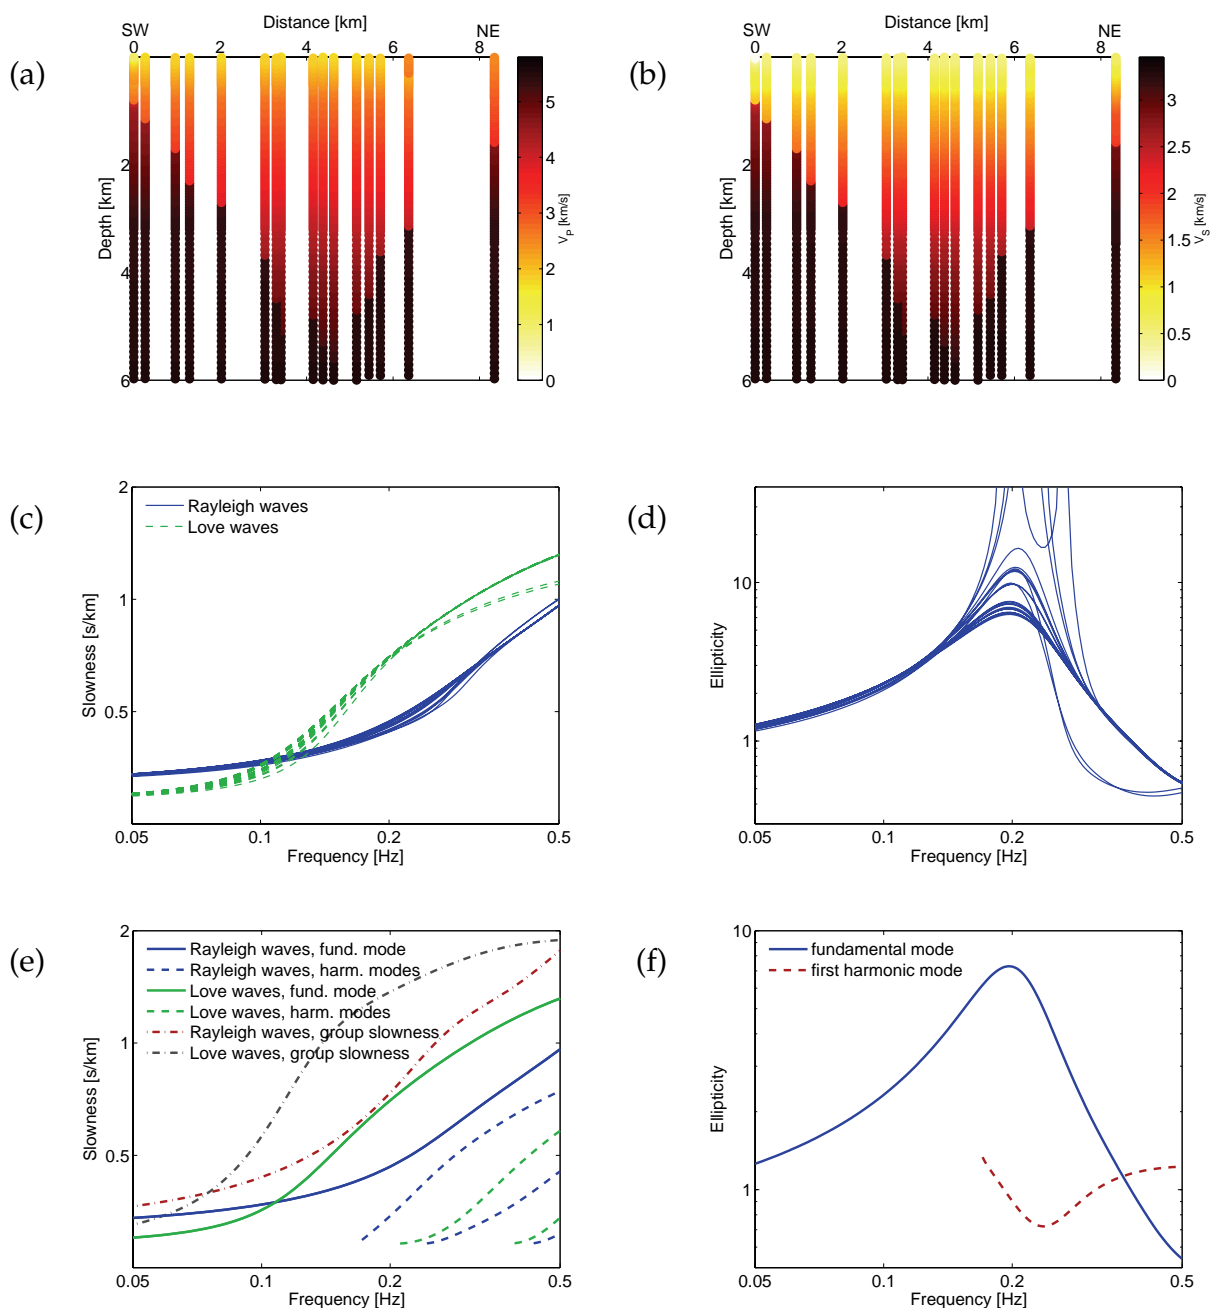 (a)
SW
Distance [km]
NE
0 2 4 6 8
2
4
6
Depth [km]
5
4
3
2
1
0
V_P [km/s]
(b)
SW
Distance [km]
NE
0 2 4 6 8
2
4
6
Depth [km]
3
2.5
2
1.5
1
0.5
0
V_S [km/s]
(c)
2
1
0.5
Slowness [s/km]
Rayleigh waves
Love waves
0.05 0.1 0.2 0.5
Frequency [Hz]
(d)
10
1
Ellipticity
0.05 0.1 0.2 0.5
Frequency [Hz]
(e)
2
1
0.5
Slowness [s/km]
Rayleigh waves, fund. mode
Rayleigh waves, harm. modes
Love waves, fund. mode
Love waves, harm. modes
Rayleigh waves, group slowness
Love waves, group slowness
0.05 0.1 0.2 0.5
Frequency [Hz]
(f)
10
1
Ellipticity
fundamental mode
first harmonic mode
0.05 0.1 0.2 0.5
Frequency [Hz]